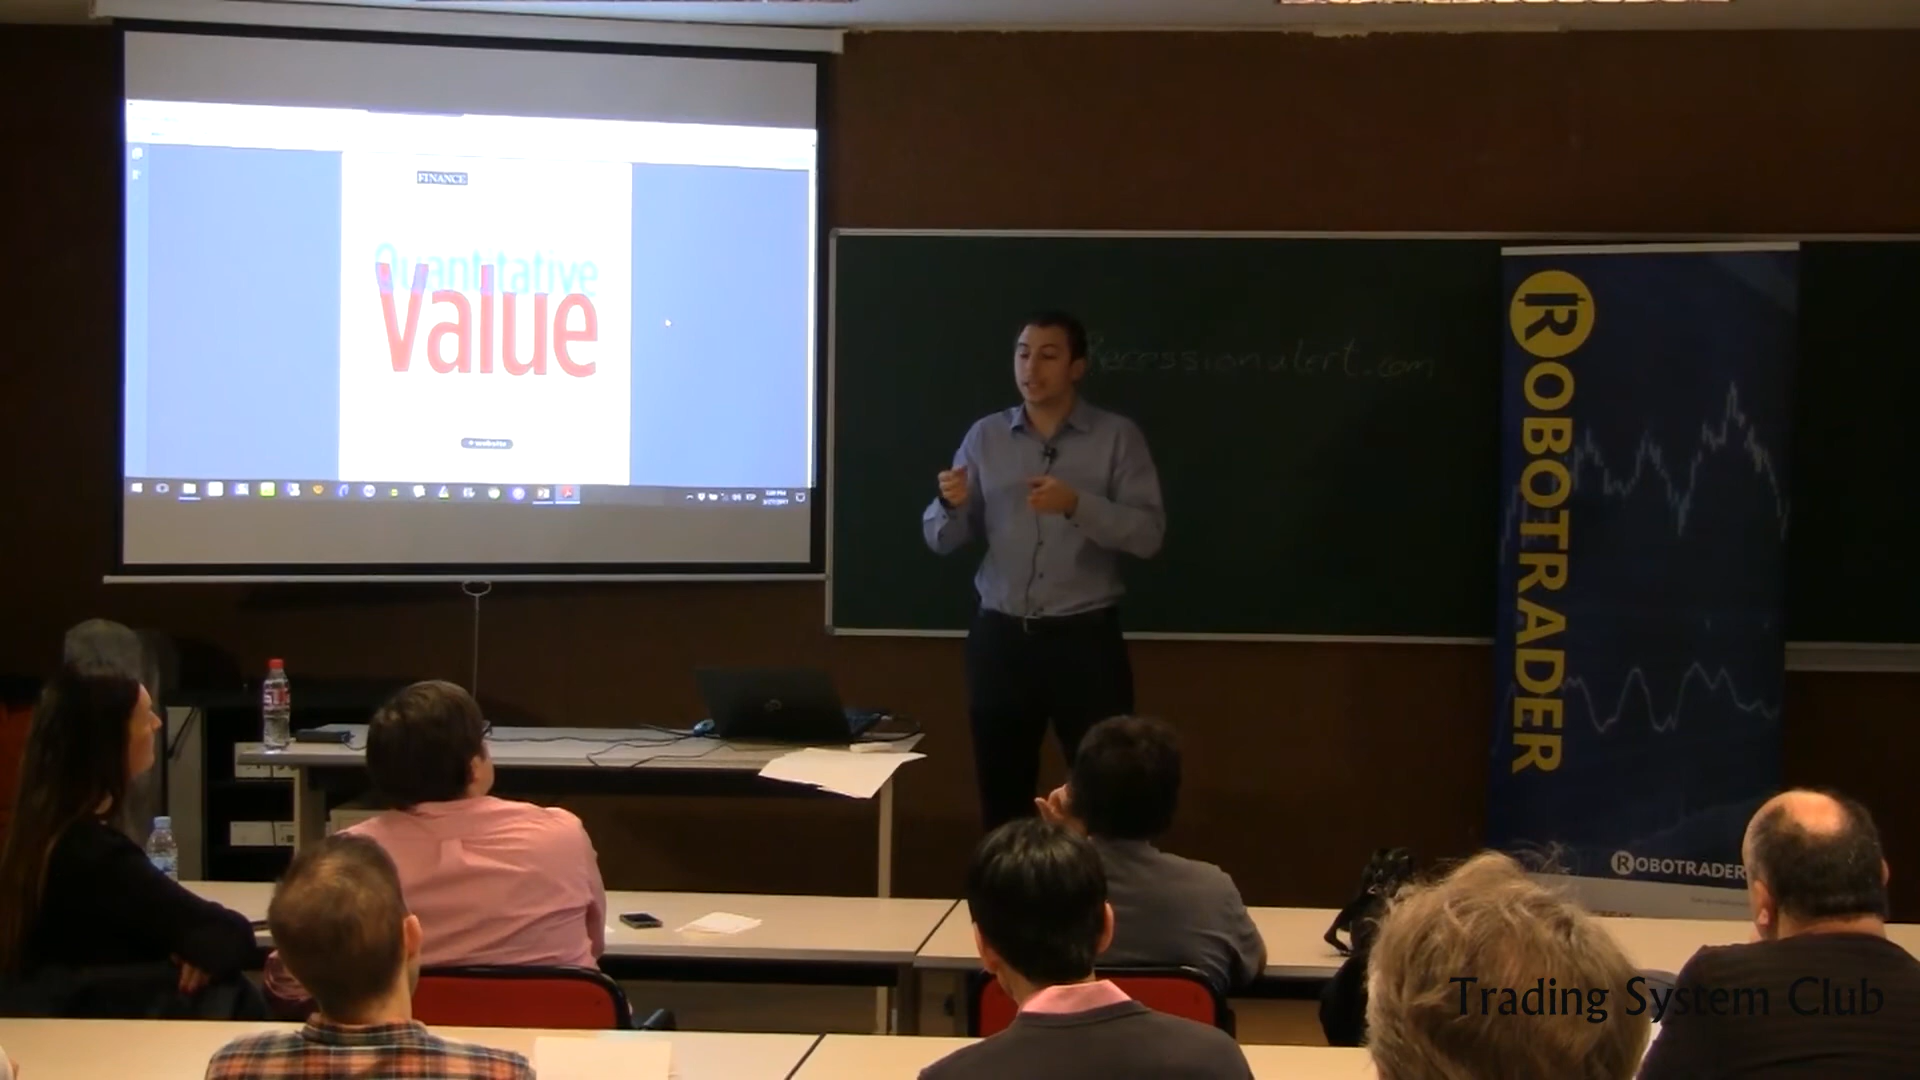 FINANCE
Quantitative
Value
Recessionalert.com
ROBOTRADER
ROBOTRADER
Trading System Club